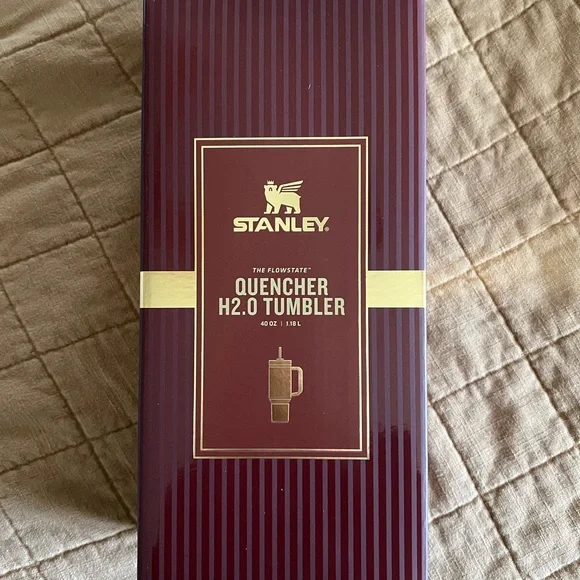 STANLEY®
THE FLOWSTATE™
QUENCHER
H2.0 TUMBLER
40 OZ | 1.18 L